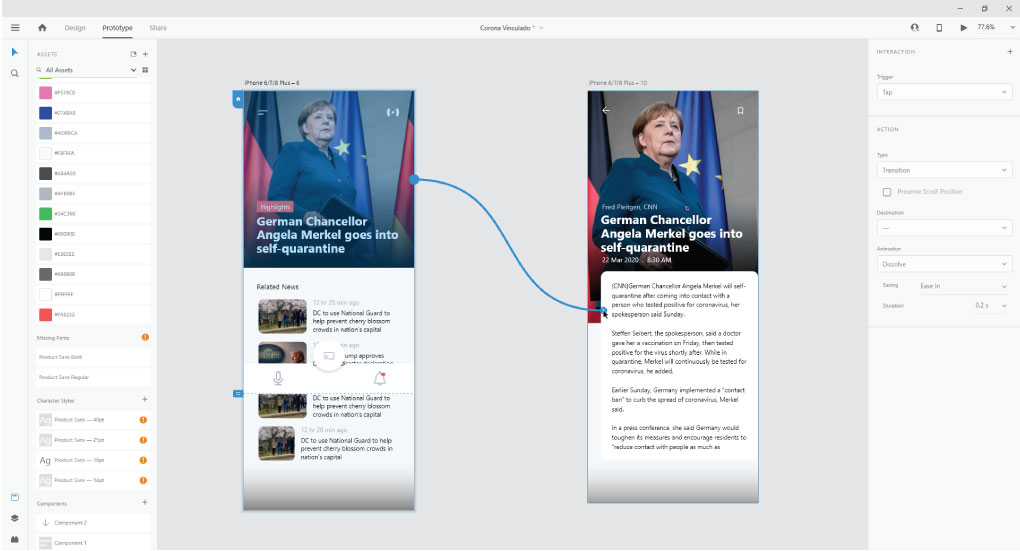 Design
Prototype
Share
Corona Vinculado *
77.6%
ASSETS
All Assets
#F576CB
#274BA9
#4B4A50
#34C360
#000000
#FFFFFF
#FA5252
Missing Fonts
Product Sans Bold
Product Sans Regular
Character Styles
Ag Product Sans — 40pt
Ag Product Sans — 25pt
Ag Product Sans — 16pt
Ag Product Sans — 14pt
Components
Component 2
Component 1
iPhone 6/7/8 Plus – 6
Highlights
German Chancellor
Angela Merkel goes into
self-quarantine
Related News
12 hr 26 min ago
DC to use National Guard to
help prevent cherry blossom
crowds in nation's capital
ump approves
DC to use National Guard to
help prevent cherry blossom
crowds in nation's capital
12 hr 26 min ago
DC to use National Guard to help
prevent cherry blossom crowds in
nation's capital
iPhone 6/7/8 Plus – 10
Fred Pleitgen, CNN
German Chancellor
Angela Merkel goes into
self-quarantine
22 Mar 2020 8:30 AM
(CNN)German Chancellor Angela Merkel will self-
quarantine after coming into contact with a
person who tested positive for coronavirus, her
spokesperson said Sunday.
Steffen Seibert, the spokesperson, said a doctor
gave her a vaccination on Friday, then tested
positive for the virus shortly after. While in
quarantine, Merkel will continuously be tested for
coronavirus, he added.
Earlier Sunday, Germany implemented a "contact
ban" to curb the spread of coronavirus, Merkel
said.
In a press conference, she said Germany would
toughen its measures and encourage residents to
"reduce contact with people as much as
INTERACTION
Trigger
Tap
ACTION
Type
Transition
Preserve Scroll Position
Destination
---
Animation
Dissolve
Easing Ease In
Duration 0.2 s